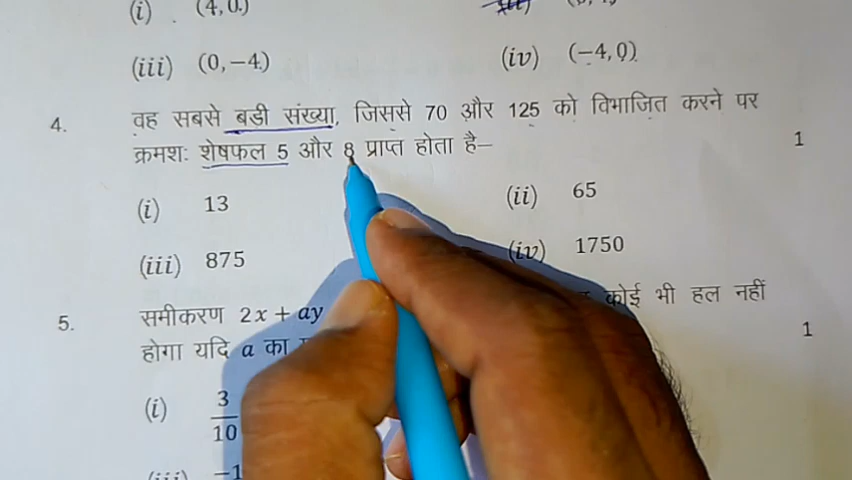 (i) (4,0)
(iii) (0,−4) (iv) (−4,0)
4. वह सबसे बडी संख्या, जिससे 70 और 125 को विभाजित करने पर
क्रमशः शेषफल 5 और 8 प्राप्त होता है− 1
(i) 13 (ii) 65
(iii) 875 (iv) 1750
5. समीकरण 2x + ay कोई भी हल नहीं
होगा यदि a का 1
(i) 3/10
(iii) −1